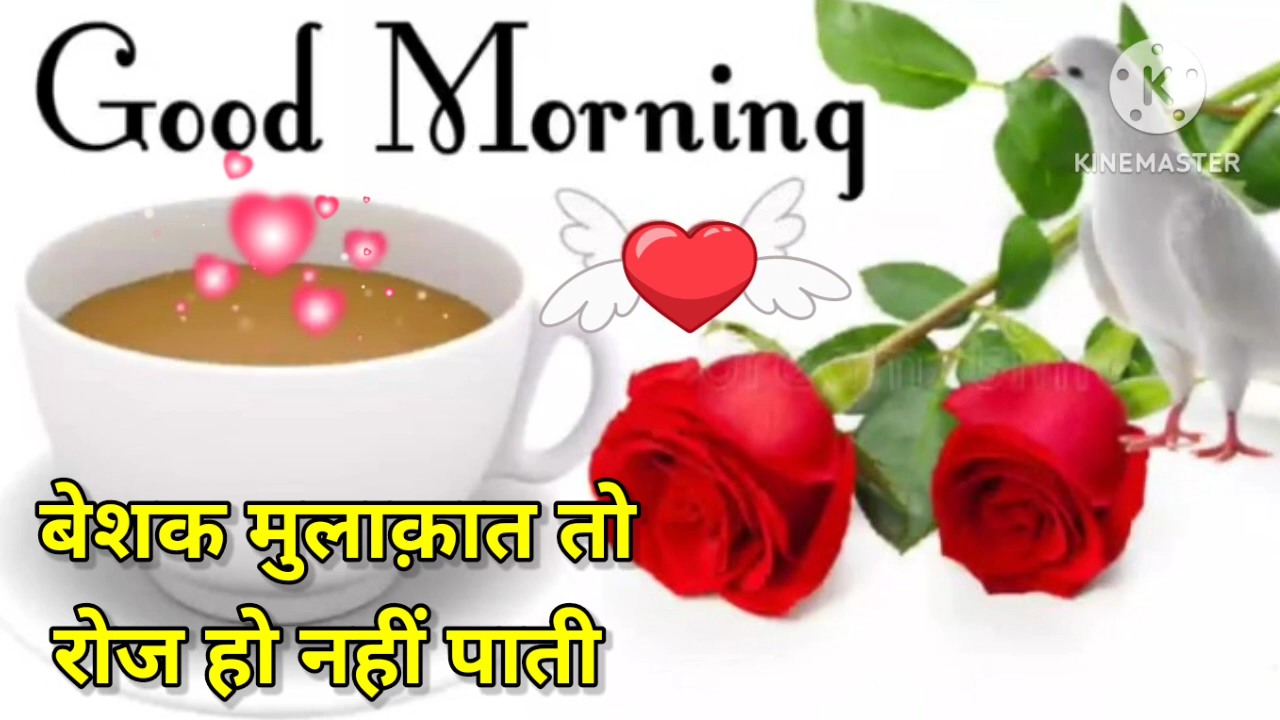 Good Morning
KINEMASTER
बेशक मुलाक़ात तो
रोज हो नहीं पाती